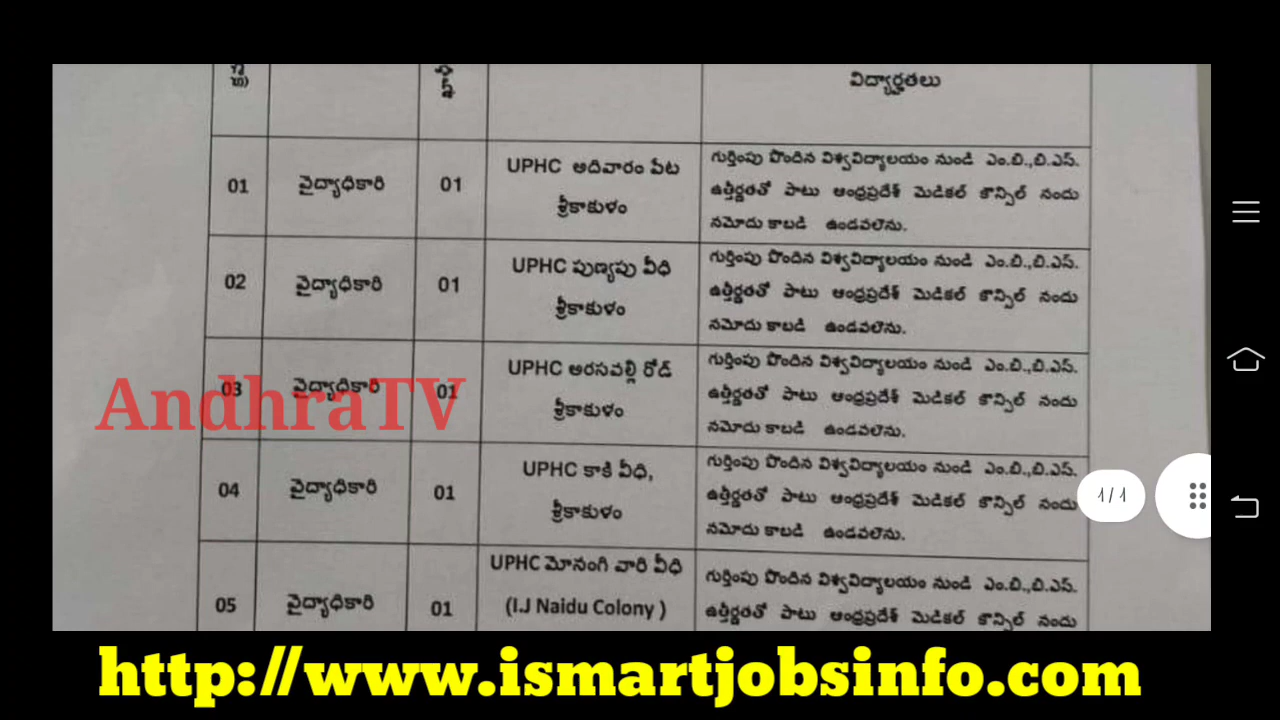 విద్యార్హతలు
01 వైద్యాధికారి 01 UPHC ఆదివారం పేట శ్రీకాకుళం గుర్తింపు పొందిన విశ్వవిద్యాలయం నుండి ఎం.బి.,బి.ఎస్. ఉత్తీర్ణతతో పాటు ఆంధ్రప్రదేశ్ మెడికల్ కౌన్సిల్ నందు నమోదు కాబడి ఉండవలెను.
02 వైద్యాధికారి 01 UPHC పుణ్యపు వీధి శ్రీకాకుళం గుర్తింపు పొందిన విశ్వవిద్యాలయం నుండి ఎం.బి.,బి.ఎస్. ఉత్తీర్ణతతో పాటు ఆంధ్రప్రదేశ్ మెడికల్ కౌన్సిల్ నందు నమోదు కాబడి ఉండవలెను.
03 వైద్యాధికారి 01 UPHC అరసవల్లి రోడ్ శ్రీకాకుళం గుర్తింపు పొందిన విశ్వవిద్యాలయం నుండి ఎం.బి.,బి.ఎస్. ఉత్తీర్ణతతో పాటు ఆంధ్రప్రదేశ్ మెడికల్ కౌన్సిల్ నందు నమోదు కాబడి ఉండవలెను.
AndhraTV
04 వైద్యాధికారి 01 UPHC కాకి వీధి, శ్రీకాకుళం గుర్తింపు పొందిన విశ్వవిద్యాలయం నుండి ఎం.బి.,బి.ఎస్. ఉత్తీర్ణతతో పాటు ఆంధ్రప్రదేశ్ మెడికల్ కౌన్సిల్ నందు నమోదు కాబడి ఉండవలెను.
1/1
05 వైద్యాధికారి 01 UPHC మోనంగి వారి వీధి (I.J Naidu Colony ) గుర్తింపు పొందిన విశ్వవిద్యాలయం నుండి ఎం.బి.,బి.ఎస్. ఉత్తీర్ణతతో పాటు ఆంధ్రప్రదేశ్ మెడికల్ కౌన్సిల్ నందు
http://www.ismartjobsinfo.com